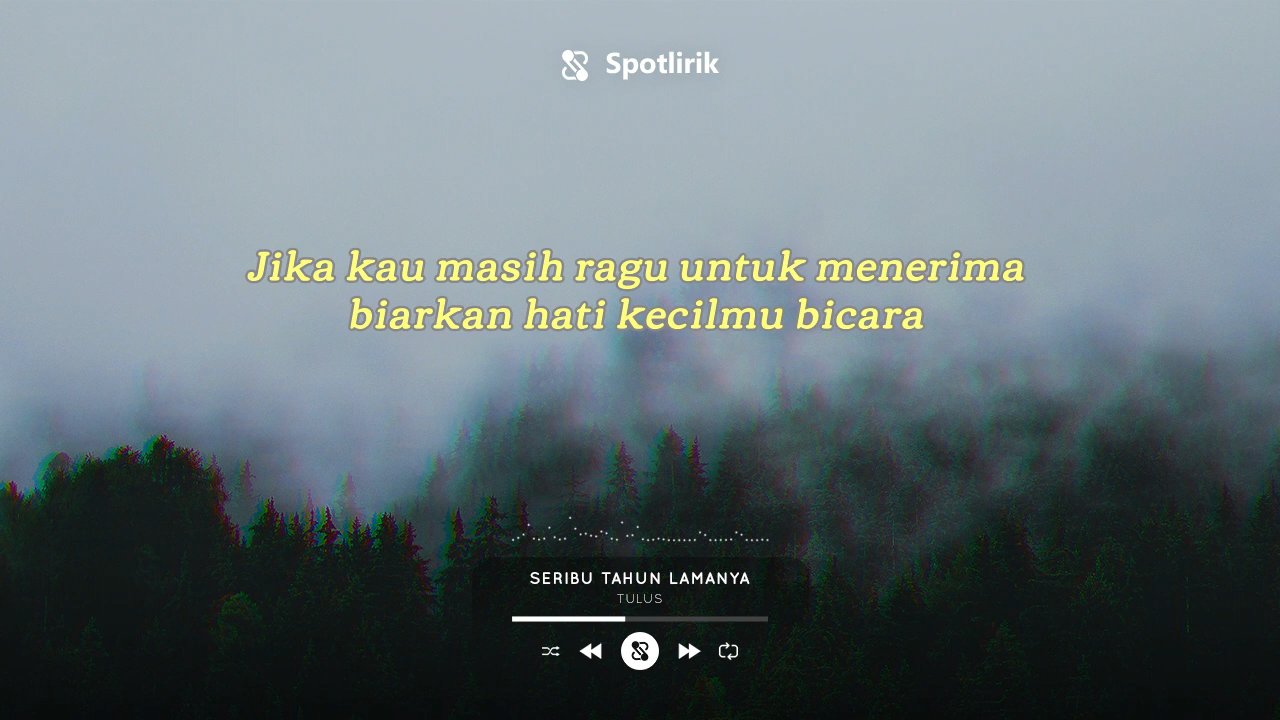 Spotlirik
Jika kau masih ragu untuk menerima
biarkan hati kecilmu bicara
SERIBU TAHUN LAMANYA
TULUS